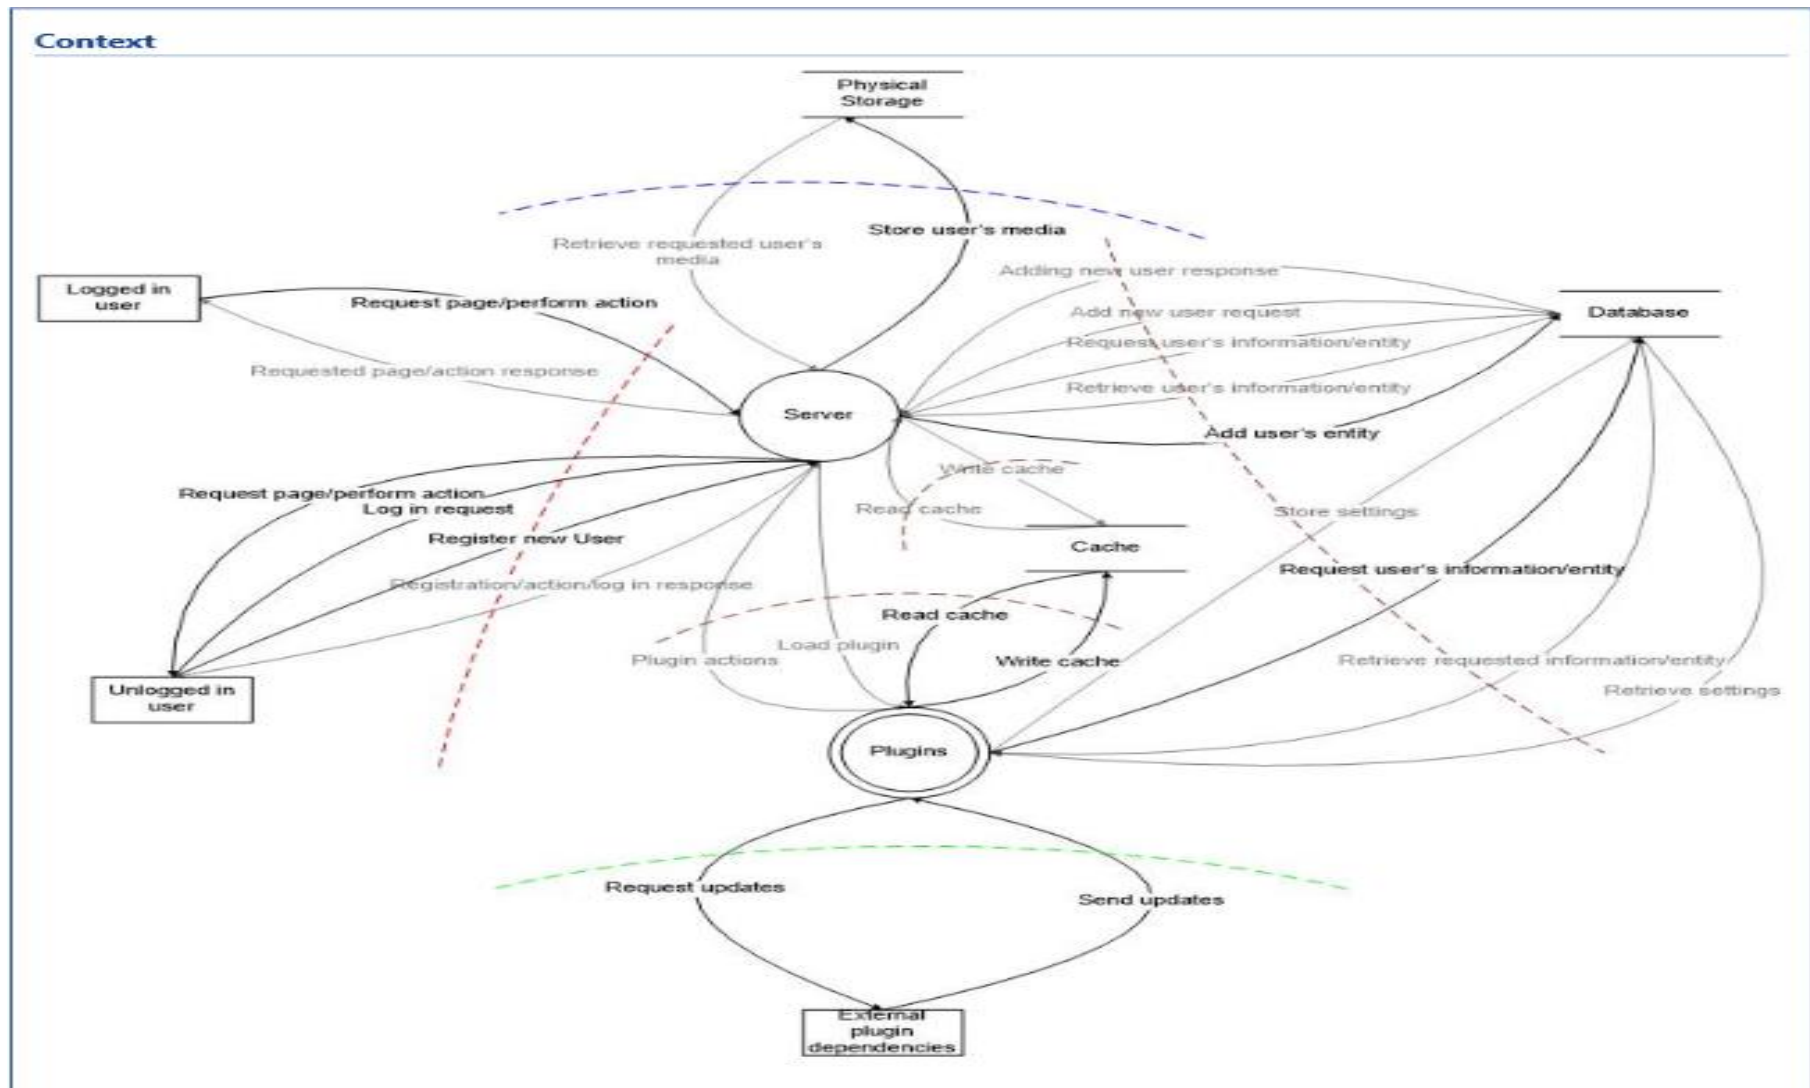 Context
Physical
Storage
Retrieve requested user's
media
Store user's media
Logged in
user
Request page/perform action
Requested page/action response
Adding new user response
Add new user request
Request user's information/entity
Retrieve user's information/entity
Add user's entity
Database
Server
Write cache
Read cache
Cache
Request page/perform action
Log in request
Register new User
Registration/action/log in response
Store settings
Request user's information/entity
Read cache
Load plugin
Plugin actions
Write cache
Retrieve requested information/entity
Retrieve settings
Unlogged in
user
Plugins
Request updates
Send updates
External
plugin
dependencies